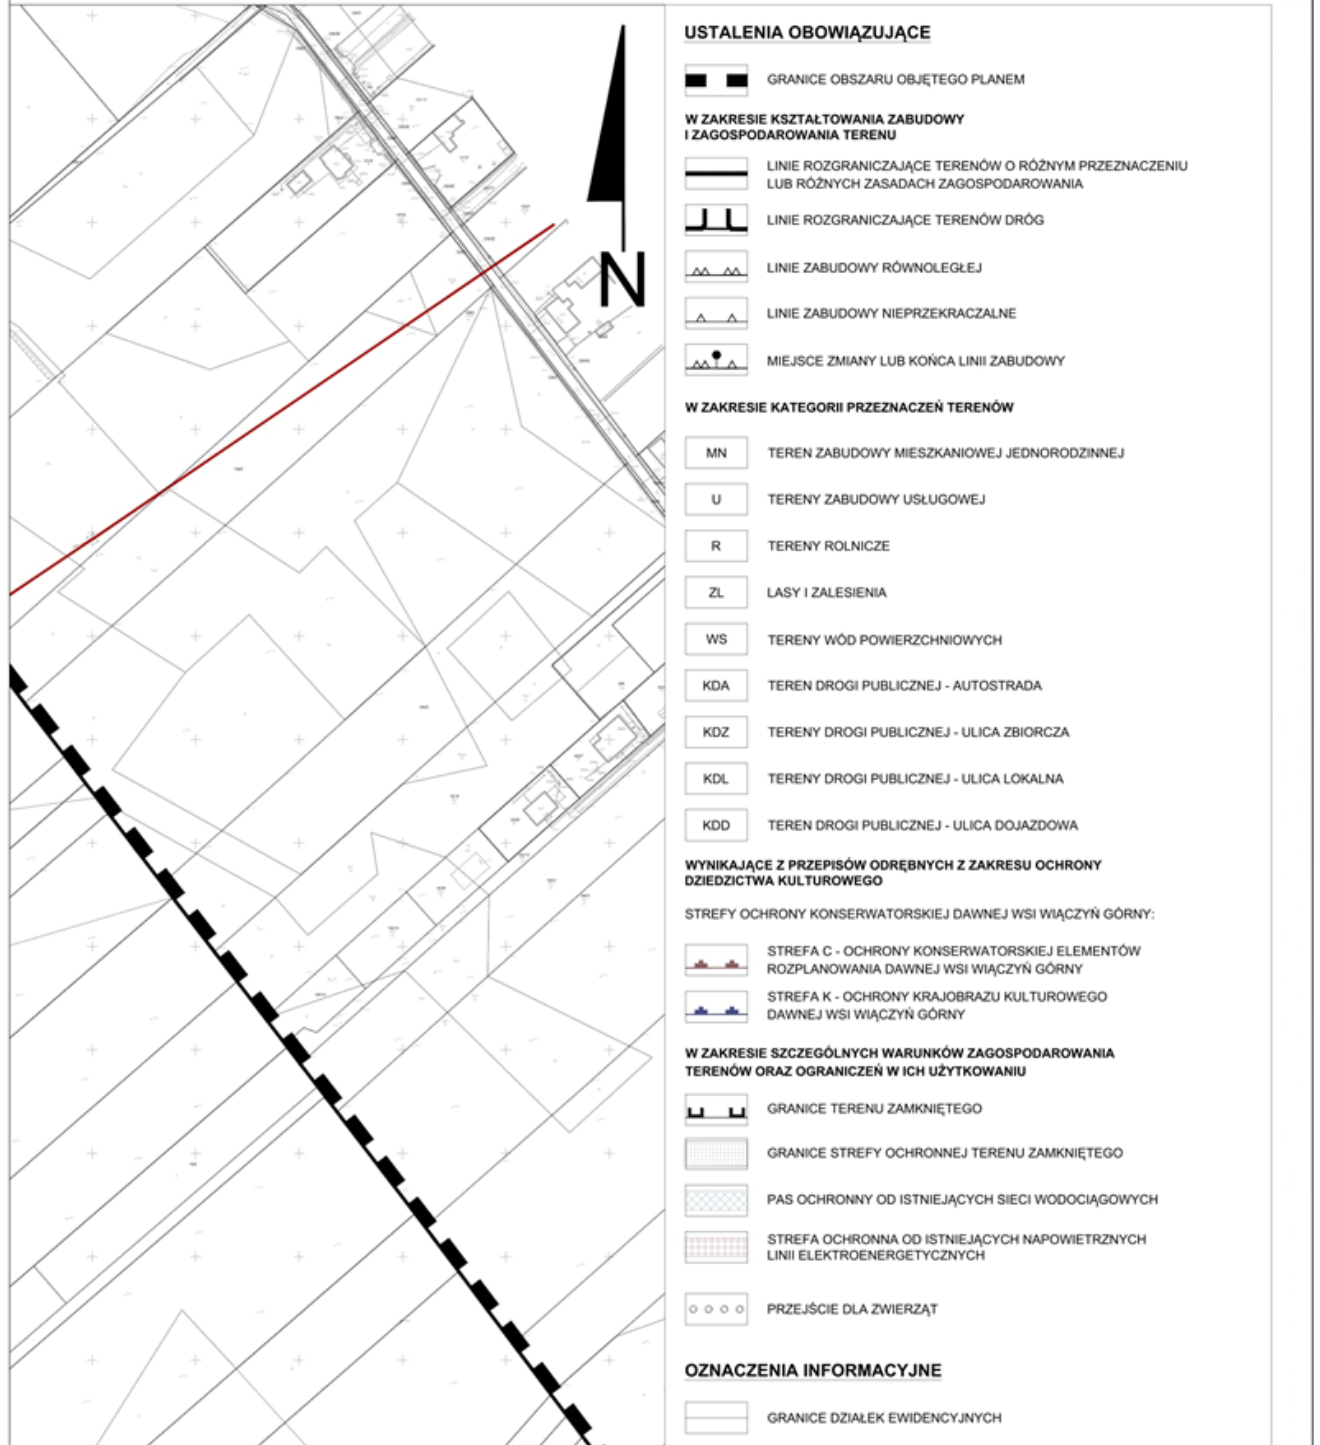 N
USTALENIA OBOWIĄZUJĄCE
GRANICE OBSZARU OBJĘTEGO PLANEM
W ZAKRESIE KSZTAŁTOWANIA ZABUDOWY
I ZAGOSPODAROWANIA TERENU
LINIE ROZGRANICZAJĄCE TERENÓW O RÓŻNYM PRZEZNACZENIU
LUB RÓŻNYCH ZASADACH ZAGOSPODAROWANIA
LINIE ROZGRANICZAJĄCE TERENÓW DRÓG
LINIE ZABUDOWY RÓWNOLEGŁEJ
LINIE ZABUDOWY NIEPRZEKRACZALNE
MIEJSCE ZMIANY LUB KOŃCA LINII ZABUDOWY
W ZAKRESIE KATEGORII PRZEZNACZEŃ TERENÓW
MN TEREN ZABUDOWY MIESZKANIOWEJ JEDNORODZINNEJ
U TERENY ZABUDOWY USŁUGOWEJ
R TERENY ROLNICZE
ZL LASY I ZALESIENIA
WS TERENY WÓD POWIERZCHNIOWYCH
KDA TEREN DROGI PUBLICZNEJ - AUTOSTRADA
KDZ TERENY DROGI PUBLICZNEJ - ULICA ZBIORCZA
KDL TERENY DROGI PUBLICZNEJ - ULICA LOKALNA
KDD TEREN DROGI PUBLICZNEJ - ULICA DOJAZDOWA
WYNIKAJĄCE Z PRZEPISÓW ODRĘBNYCH Z ZAKRESU OCHRONY
DZIEDZICTWA KULTUROWEGO
STREFY OCHRONY KONSERWATORSKIEJ DAWNEJ WSI WIĄCZYŃ GÓRNY:
STREFA C - OCHRONY KONSERWATORSKIEJ ELEMENTÓW
ROZPLANOWANIA DAWNEJ WSI WIĄCZYŃ GÓRNY
STREFA K - OCHRONY KRAJOBRAZU KULTUROWEGO
DAWNEJ WSI WIĄCZYŃ GÓRNY
W ZAKRESIE SZCZEGÓLNYCH WARUNKÓW ZAGOSPODAROWANIA
TERENÓW ORAZ OGRANICZEŃ W ICH UŻYTKOWANIU
GRANICE TERENU ZAMKNIĘTEGO
GRANICE STREFY OCHRONNEJ TERENU ZAMKNIĘTEGO
PAS OCHRONNY OD ISTNIEJĄCYCH SIECI WODOCIĄGOWYCH
STREFA OCHRONNA OD ISTNIEJĄCYCH NAPOWIETRZNYCH
LINII ELEKTROENERGETYCZNYCH
PRZEJŚCIE DLA ZWIERZĄT
OZNACZENIA INFORMACYJNE
GRANICE DZIAŁEK EWIDENCYJNYCH